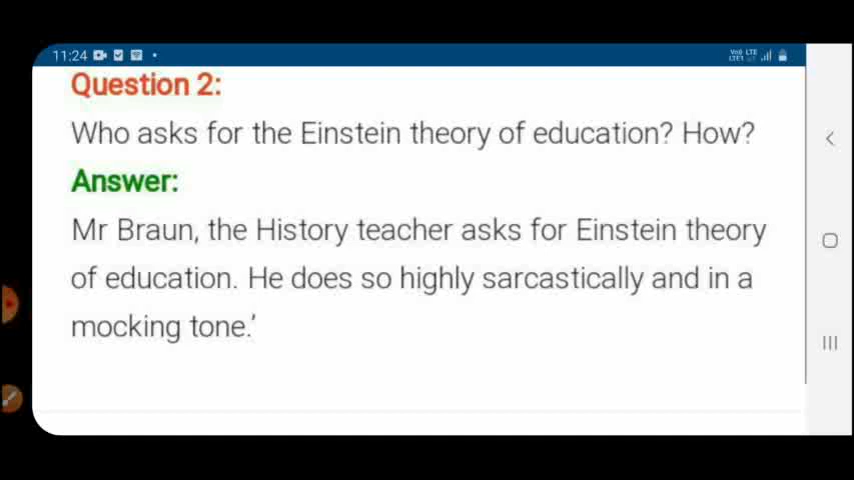 11:24
Question 2:
Who asks for the Einstein theory of education? How?
Answer:
Mr Braun, the History teacher asks for Einstein theory
of education. He does so highly sarcastically and in a
mocking tone.'